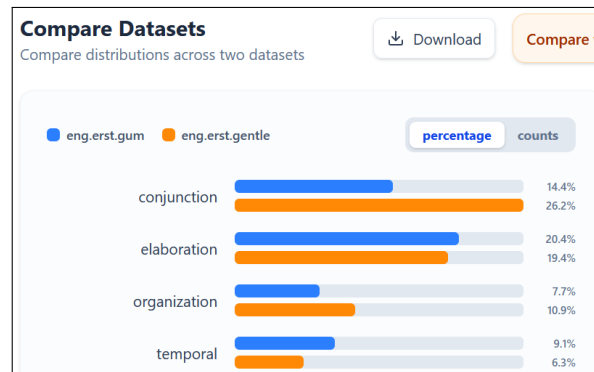 Compare Datasets
Compare distributions across two datasets
Download
Compare
eng.erst.gum eng.erst.gentle
percentage counts
conjunction 14.4%
26.2%
elaboration 20.4%
19.4%
organization 7.7%
10.9%
temporal 9.1%
6.3%